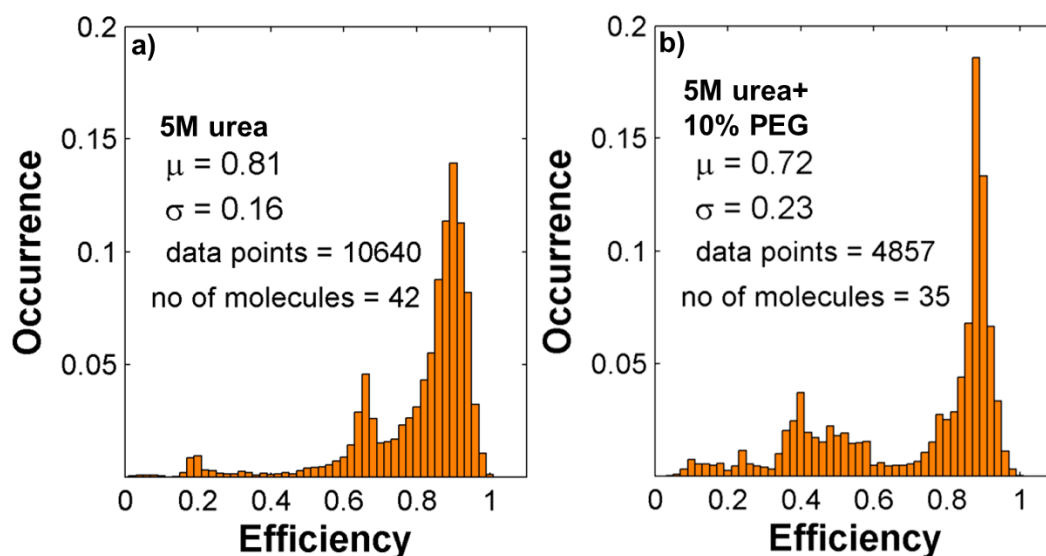 a)
0.2
0.15
0.1
0.05
Occurrence
5M urea
μ = 0.81
σ = 0.16
data points = 10640
no of molecules = 42
0 0.2 0.4 0.6 0.8 1
Efficiency
b)
0.2
0.15
0.1
0.05
Occurrence
5M urea+
10% PEG
μ = 0.72
σ = 0.23
data points = 4857
no of molecules = 35
0 0.2 0.4 0.6 0.8 1
Efficiency